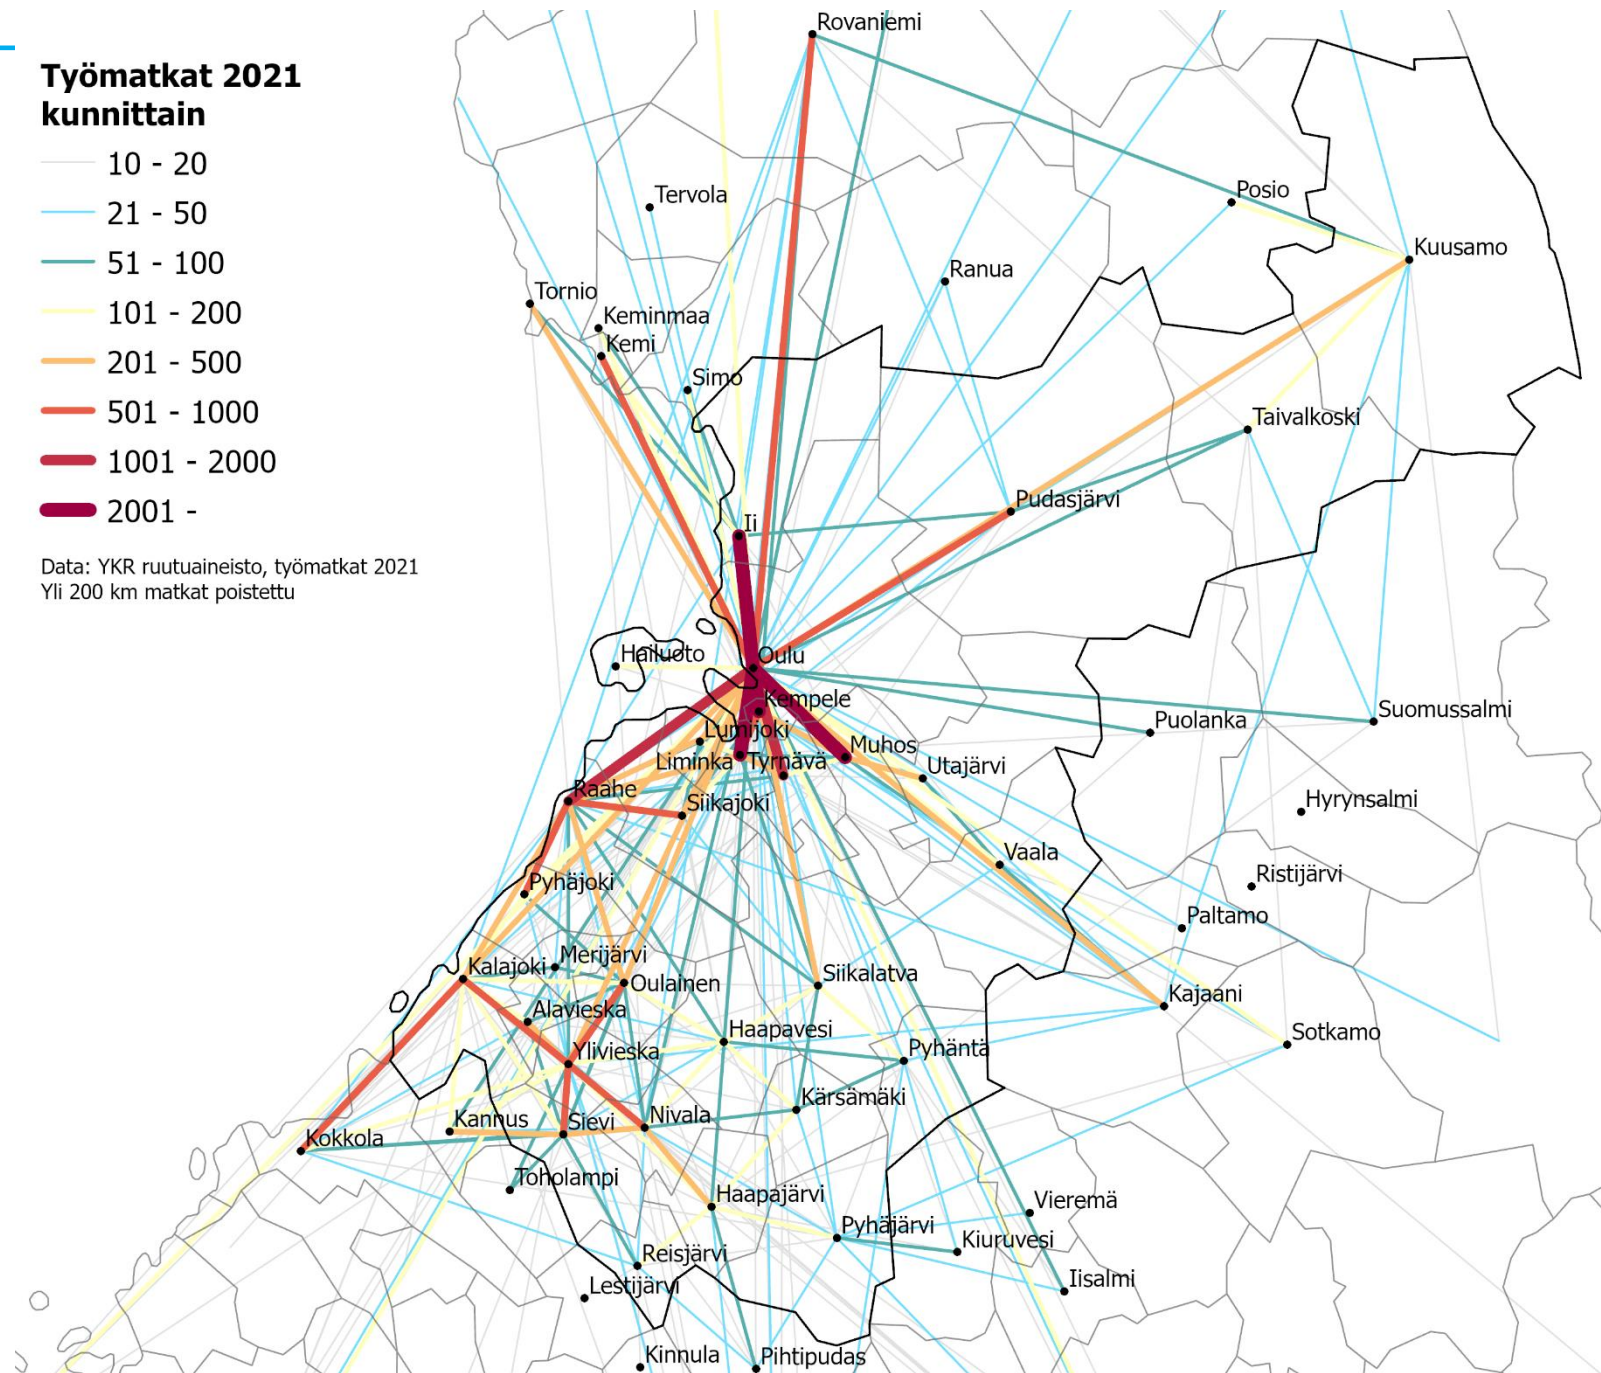 Työmatkat 2021
kunnittain
10 - 20
21 - 50
51 - 100
101 - 200
201 - 500
501 - 1000
1001 - 2000
2001 -
Data: YKR ruutuaineisto, työmatkat 2021
Yli 200 km matkat poistettu
Rovaniemi
Tervola
Posio
Kuusamo
Ranua
Tornio
Keminmaa
Kemi
Simo
Taivalkoski
Pudasjärvi
Ii
Hailuoto
Oulu
Kempele
Lumijoki
Puolanka
Suomussalmi
Liminka
Tyrnävä
Muhos
Utajärvi
Raahe
Siikajoki
Hyrynsalmi
Vaala
Ristijärvi
Pyhäjoki
Paltamo
Kalajoki
Merijärvi
Oulainen
Siikalatva
Kajaani
Alavieska
Haapavesi
Sotkamo
Ylivieska
Pyhäntä
Kärsämäki
Kannus
Sievi
Nivala
Kokkola
Toholampi
Haapajärvi
Vieremä
Pyhäjärvi
Kiuruvesi
Reisjärvi
Lestijärvi
Iisalmi
Kinnula
Pihtipudas